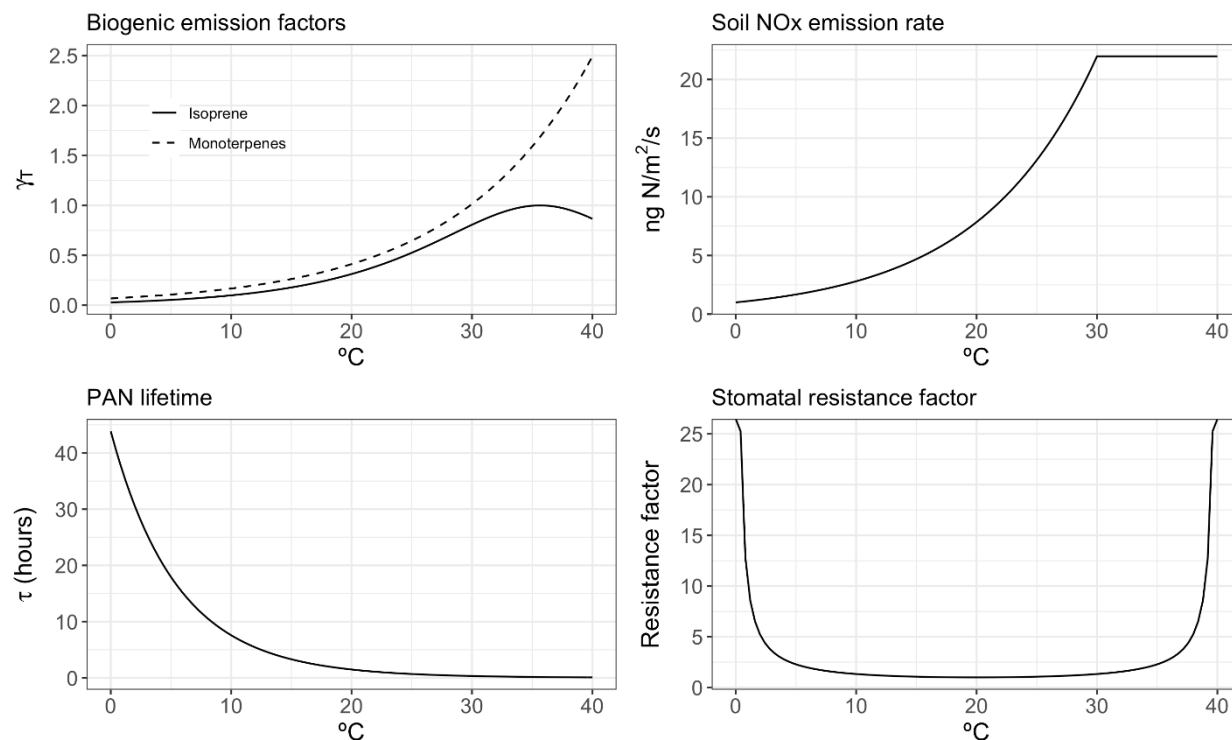 Biogenic emission factors
2.5
2.0
1.5
1.0
0.5
0.0
γT
Isoprene
Monoterpenes
0 10 20 30 40
ºC
Soil NOx emission rate
20
15
10
5
0
ng N/m²/s
0 10 20 30 40
ºC
PAN lifetime
40
30
20
10
0
τ (hours)
0 10 20 30 40
ºC
Stomatal resistance factor
25
20
15
10
5
0
Resistance factor
0 10 20 30 40
ºC